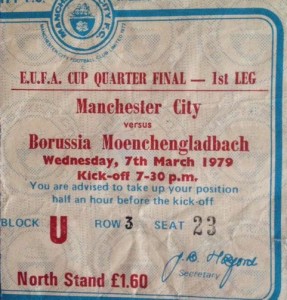 MANCHESTER CITY F.C.
E.U.F.A. CUP QUARTER FINAL — 1st LEG
Manchester City
versus
Borussia Moenchengladbach
Wednesday, 7th March 1979
Kick-off 7-30 p.m.
You are advised to take up your position
half an hour before the kick-off
BLOCK U ROW 3 SEAT 23
Secretary
North Stand £1.60